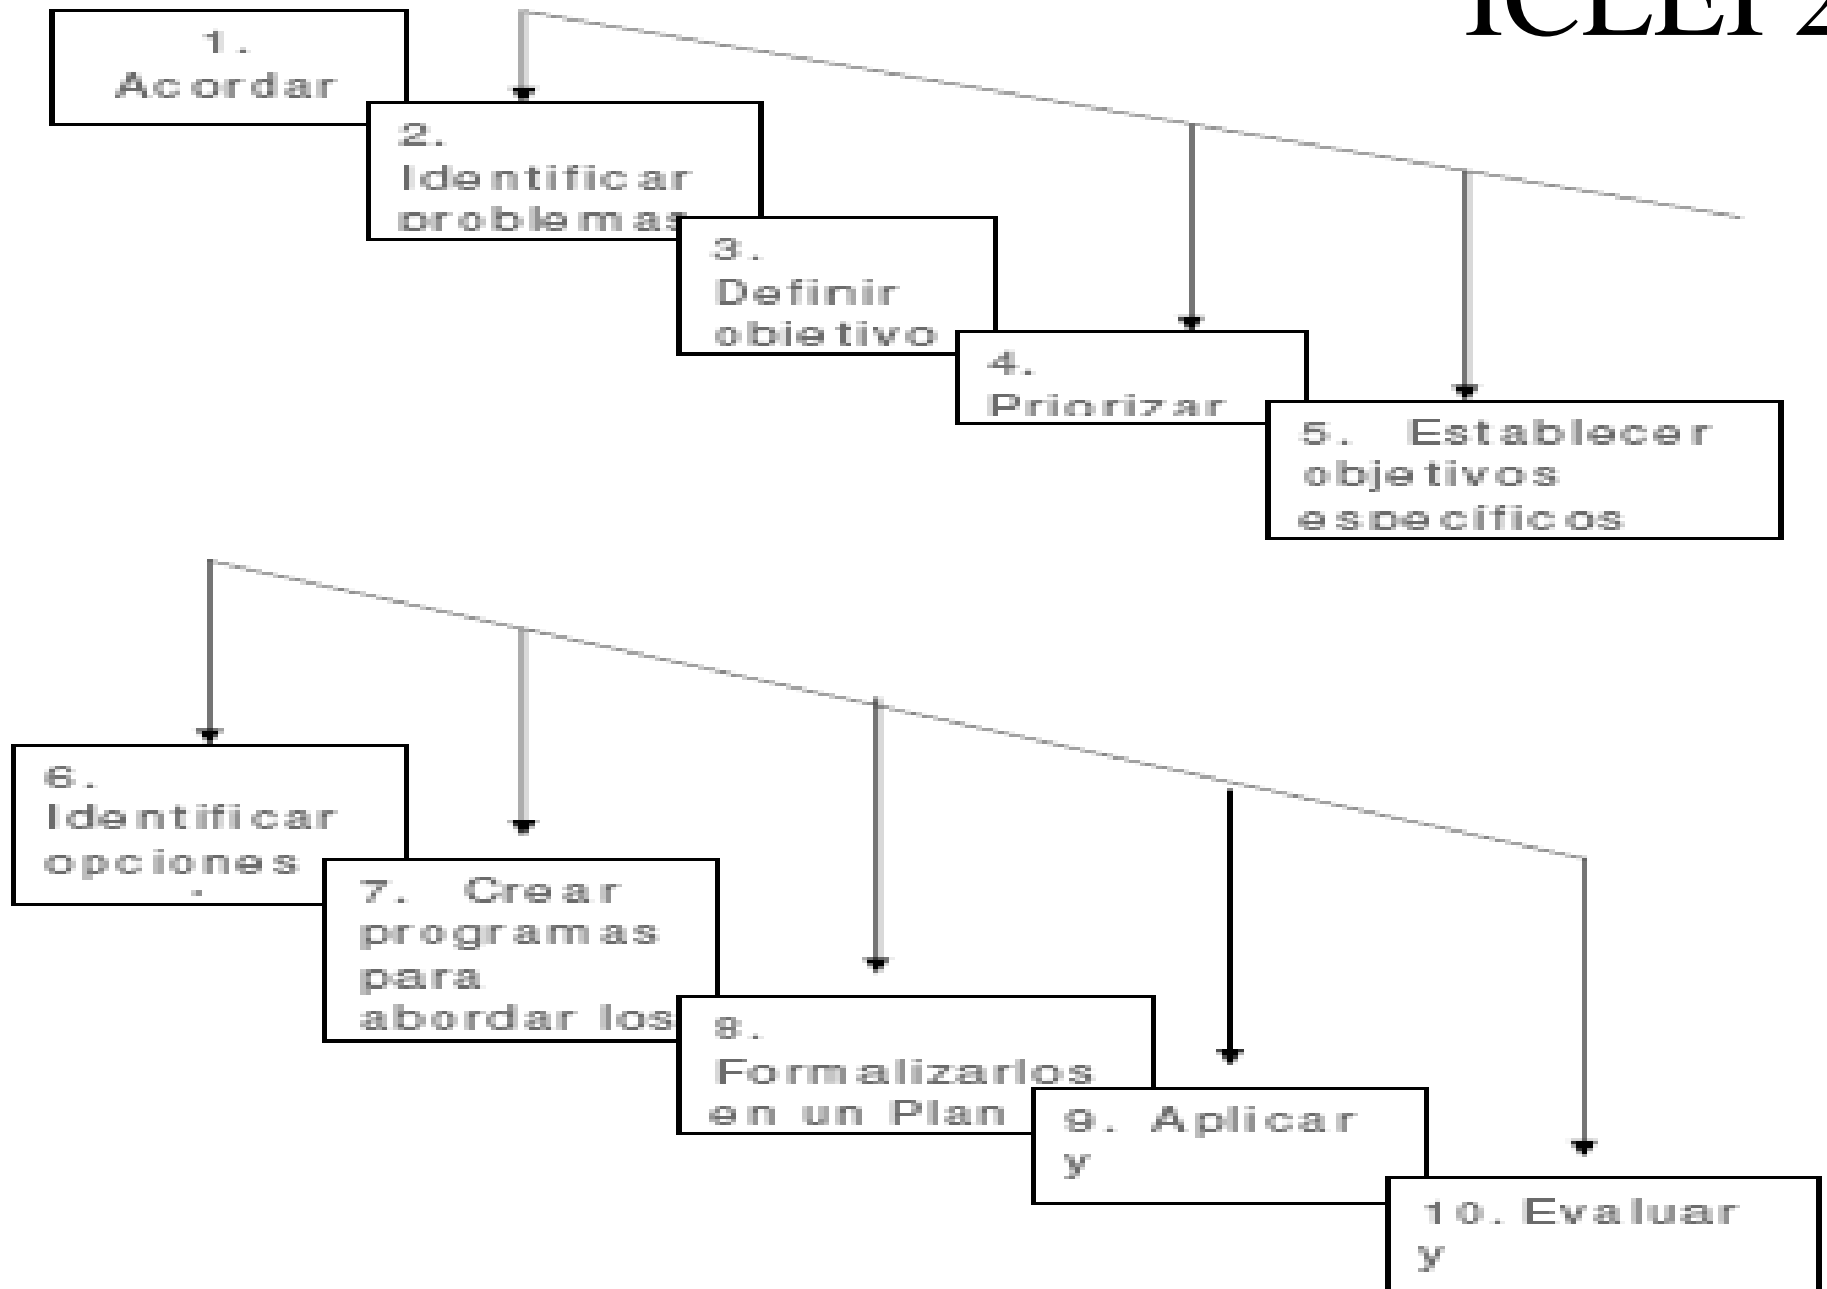 ICLEI 2
1.
Acordar
2.
Identificar
problemas
3.
Definir
objetivo
4.
Priorizar
5. Establecer
objetivos
específicos
6.
Identificar
opciones
7. Crear
programas
para
abordar los
8.
Formalizarlos
en un Plan
9. Aplicar
y
10. Evaluar
y